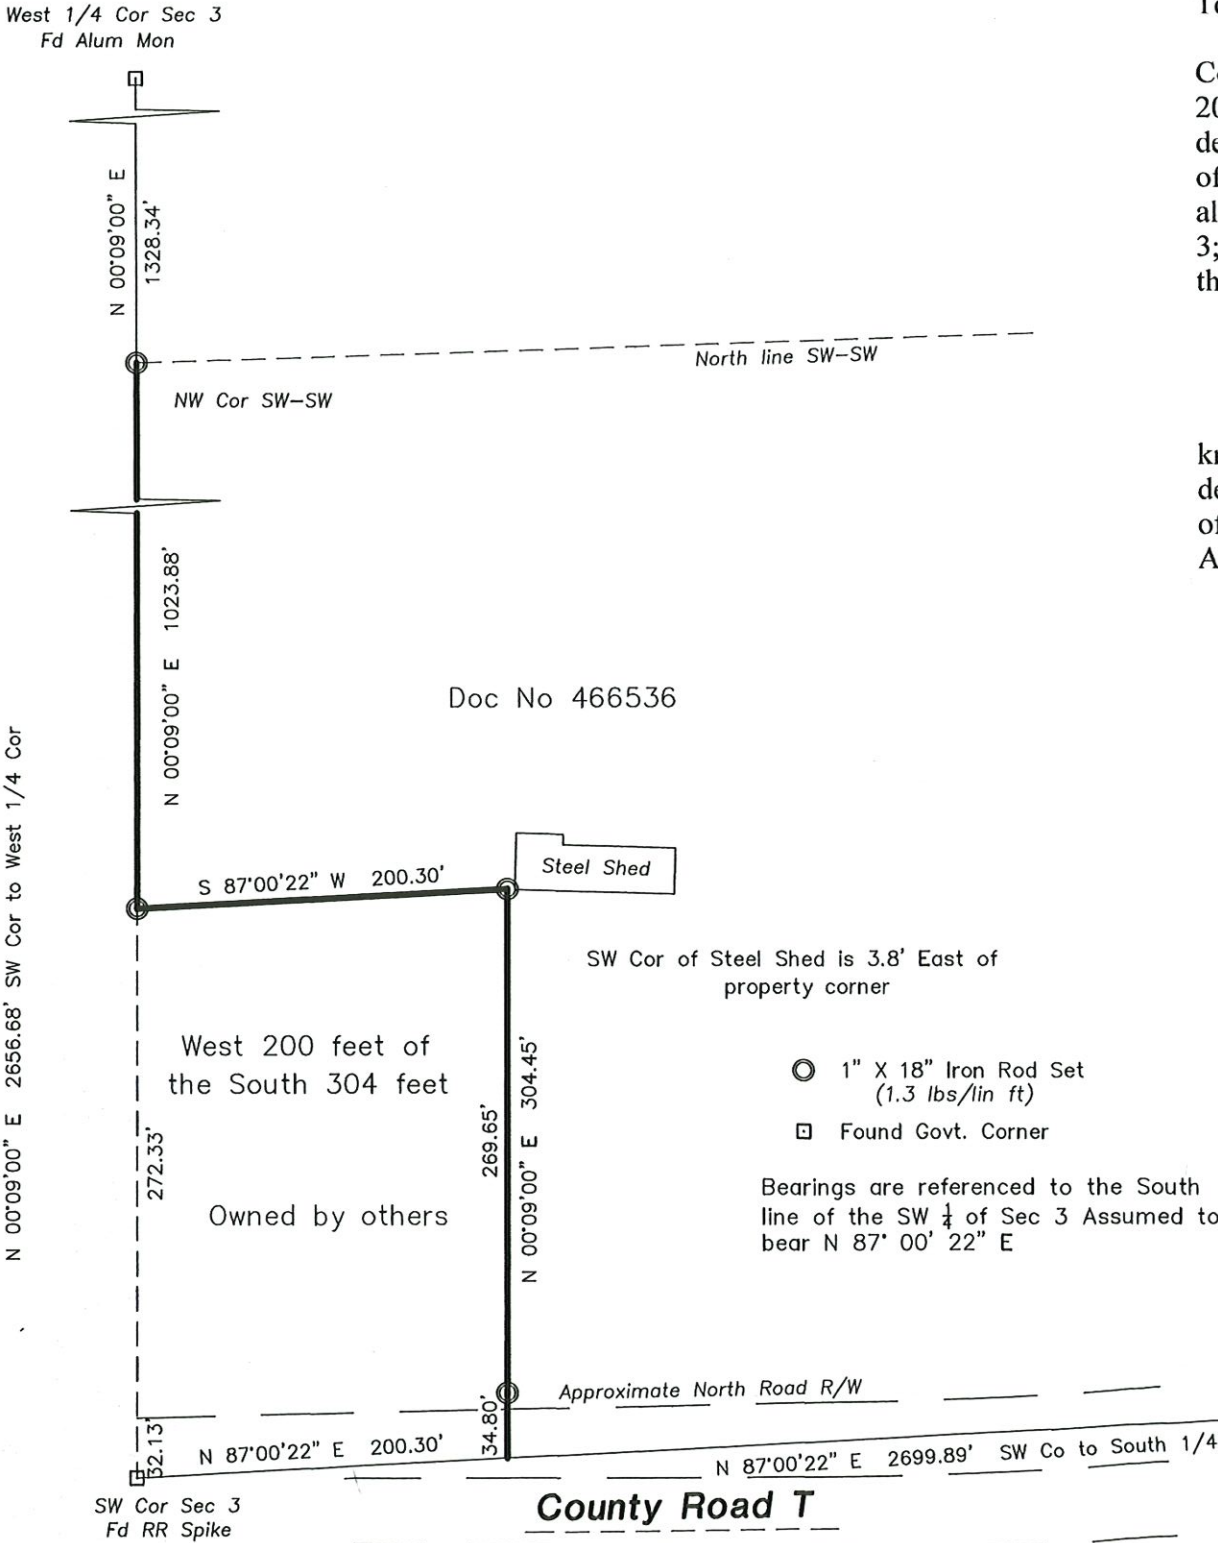 West 1/4 Cor Sec 3
Fd Alum Mon
N 00°09'00" E
1328.34'
North line SW-SW
NW Cor SW-SW
N 00°09'00" E 1023.88'
Doc No 466536
N 00°09'00" E 2656.68' SW Cor to West 1/4 Cor
Steel Shed
S 87°00'22" W 200.30'
SW Cor of Steel Shed is 3.8' East of
property corner
West 200 feet of
the South 304 feet
272.33'
Owned by others
269.65'
N 00°09'00" E 304.45'
1" X 18" Iron Rod Set
(1.3 lbs/lin ft)
Found Govt. Corner
Bearings are referenced to the South
line of the SW ¼ of Sec 3 Assumed to
bear N 87° 00' 22" E
Approximate North Road R/W
32.13'
N 87°00'22" E 200.30'
34.80'
N 87°00'22" E 2699.89' SW Co to South 1/4
SW Cor Sec 3
Fd RR Spike
County Road T
3;